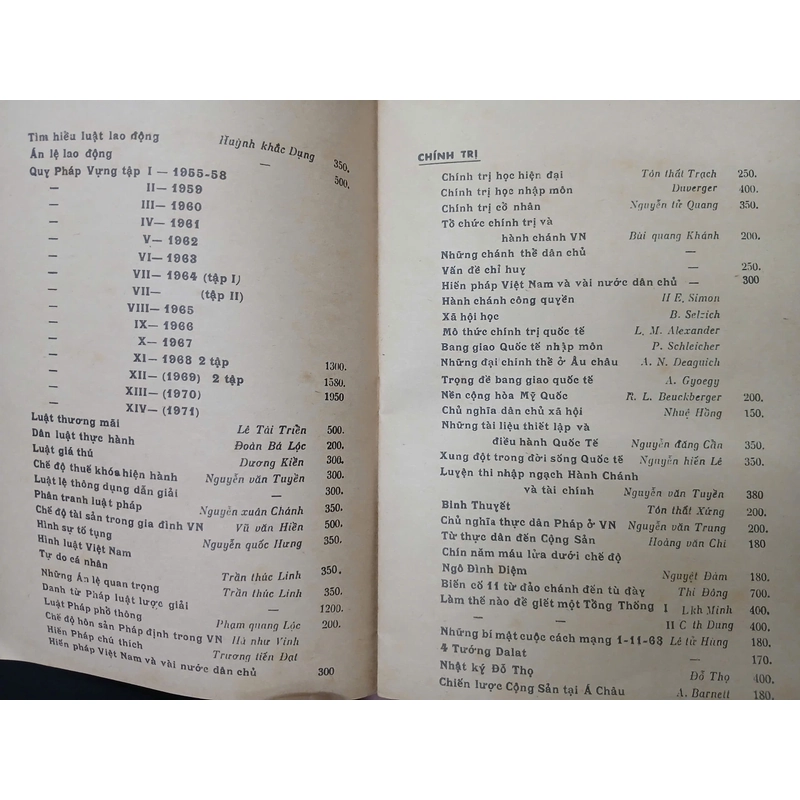 Tìm hiểu luật lao động Huỳnh khắc Dụng 350.
Án lệ lao động — 500.
Quy Pháp Vựng tập I — 1955-58
— II — 1959
— III — 1960
— IV — 1961
— V — 1962
— VI — 1963
— VII — 1964 (tập I)
— VII — (tập II)
— VIII — 1965
— IX — 1966
— X — 1967
— XI — 1968 2 tập 1300.
— XII — (1969) 2 tập 1580.
— XIII — (1970) 1950
— XIV — (1971)
Luật thương mãi Lê Tài Triển 500.
Dân luật thực hành Đoàn Bá Lộc 200.
Luật giá thú Dương Kiền 300.
Chế độ thuế khóa hiện hành Nguyễn văn Tuyền 300.
Luật lệ thông dụng dẫn giải — 300.
Phân tranh luật pháp Nguyễn xuân Chánh 350.
Chế độ tài sản trong gia đình VN Vũ văn Hiền 500.
Hình sự tố tụng Nguyễn quốc Hưng 350.
Hình luật Việt Nam
Tự do cá nhân Trần thúc Linh 350.
Những Án lệ quan trọng Trần thúc Linh 350.
Danh từ Pháp luật lược giải — 1200.
Luật Pháp phổ thông Phạm quang Lộc 200.
Chế độ hôn sản Pháp định trong VN Hà như Vinh
Hiến Pháp chú thích Trương tiến Đạt
Hiến pháp Việt Nam và vài nước dân chủ 300
CHÍNH TRỊ
Chính trị học hiện đại Tôn thất Trạch 250.
Chính trị học nhập môn Duverger 400.
Chính trị cổ nhân Nguyễn tử Quang 350.
Tổ chức chính trị và
hành chánh VN Bùi quang Khánh 200.
Những chánh thể dân chủ —
Vấn đề chỉ huy — 250.
Hiến pháp Việt Nam và vài nước dân chủ — 300
Hành chánh công quyền H E. Simon
Xã hội học B. Selzich
Mô thức chính trị quốc tế L. M. Alexander
Bang giao Quốc tế nhập môn P. Schleicher
Những đại chính thể ở Âu châu A. N. Deaguich
Trọng đề bang giao quốc tế A. Gyoegy
Nền cộng hòa Mỹ Quốc R. L. Beuckberger 200.
Chủ nghĩa dân chủ xã hội Nhuệ Hồng 150.
Những tài liệu thiết lập và
điều hành Quốc Tế Nguyễn đăng Cần 350.
Xung đột trong đời sống Quốc tế Nguyễn hiến Lê 350.
Luyện thi nhập ngạch Hành Chánh
và tài chính Nguyễn văn Tuyền 380
Binh Thuyết Tôn thất Xứng 200.
Chủ nghĩa thực dân Pháp ở VN Nguyễn văn Trung 200.
Từ thực dân đến Cộng Sản Hoàng văn Chí 180
Chín năm máu lửa dưới chế độ
Ngô Đình Diệm Nguyệt Đảm 180.
Biến cố 11 từ đảo chánh đến tù đày Thi Đông 700.
Làm thế nào để giết một Tổng Thống I Lkh Minh 400.
— — II C th Dung 400.
Những bí mật cuộc cách mạng 1-11-63 Lê tử Hùng 180.
4 Tướng Dalat — 170.
Nhật ký Đỗ Thọ Đỗ Thọ 400.
Chiến lược Cộng Sản tại Á Châu A. Barnett 180.